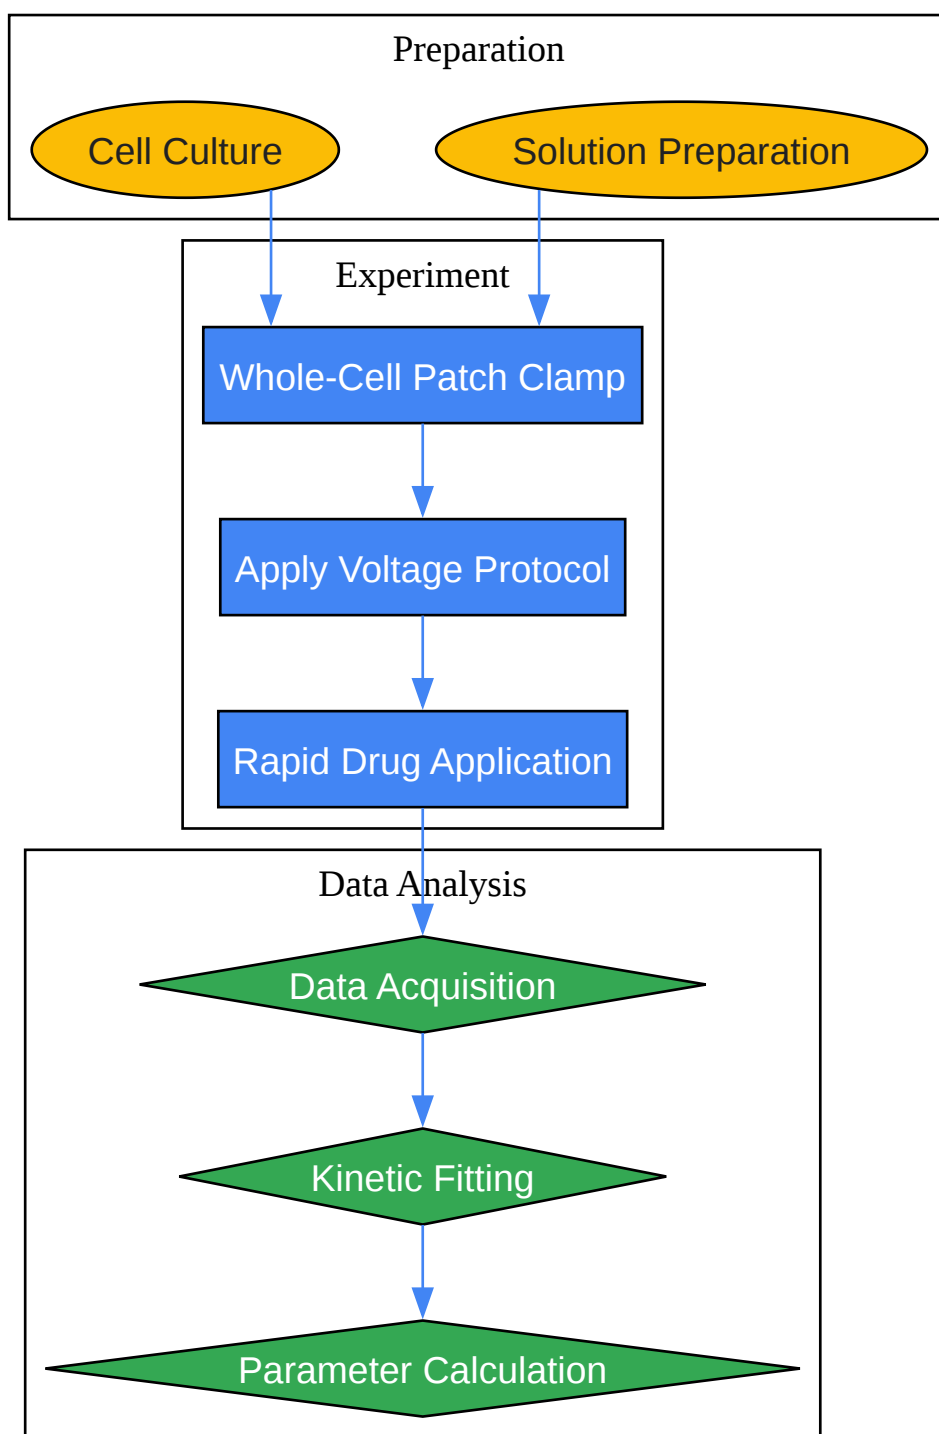 Preparation
Cell Culture
Solution Preparation
Experiment
Whole-Cell Patch Clamp
Apply Voltage Protocol
Rapid Drug Application
Data Analysis
Data Acquisition
Kinetic Fitting
Parameter Calculation